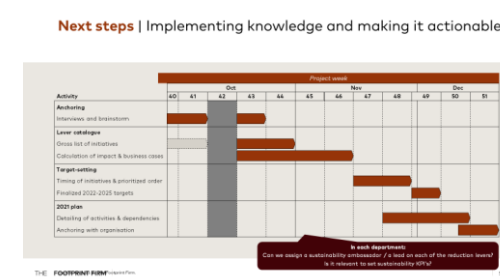 Next steps | Implementing knowledge and making it actionable
Project week
Oct Nov Dec
Activity 40 41 42 43 44 45 46 47 48 49 50 51
Anchoring
Interviews and brainstorm
Lever catalogue
Gross list of initiatives
Calculation of impact & business cases
Target-setting
Timing of initiatives & prioritized order
Finalized 2022-2025 targets
2021 plan
Detailing of activities & dependencies
Anchoring with organisation
In each department:
Can we assign a sustainability ambassador / a lead on each of the reduction levers?
Is it relevant to set sustainability KPI's?
THE FOOTPRINT FIRM